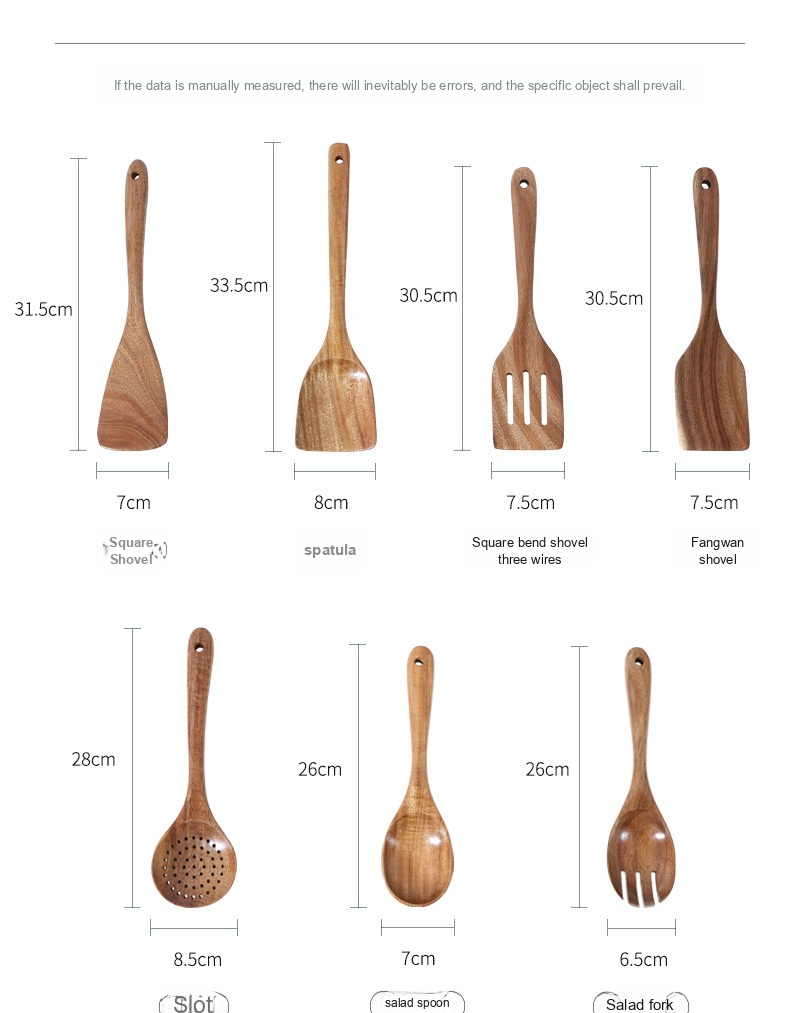 If the data is manually measured, there will inevitably be errors, and the specific object shall prevail.
31.5cm
33.5cm
30.5cm
30.5cm
7cm
8cm
7.5cm
7.5cm
Square
Shovel
spatula
Square bend shovel
three wires
Fangwan
shovel
28cm
26cm
26cm
8.5cm
7cm
6.5cm
Slot
salad spoon
Salad fork